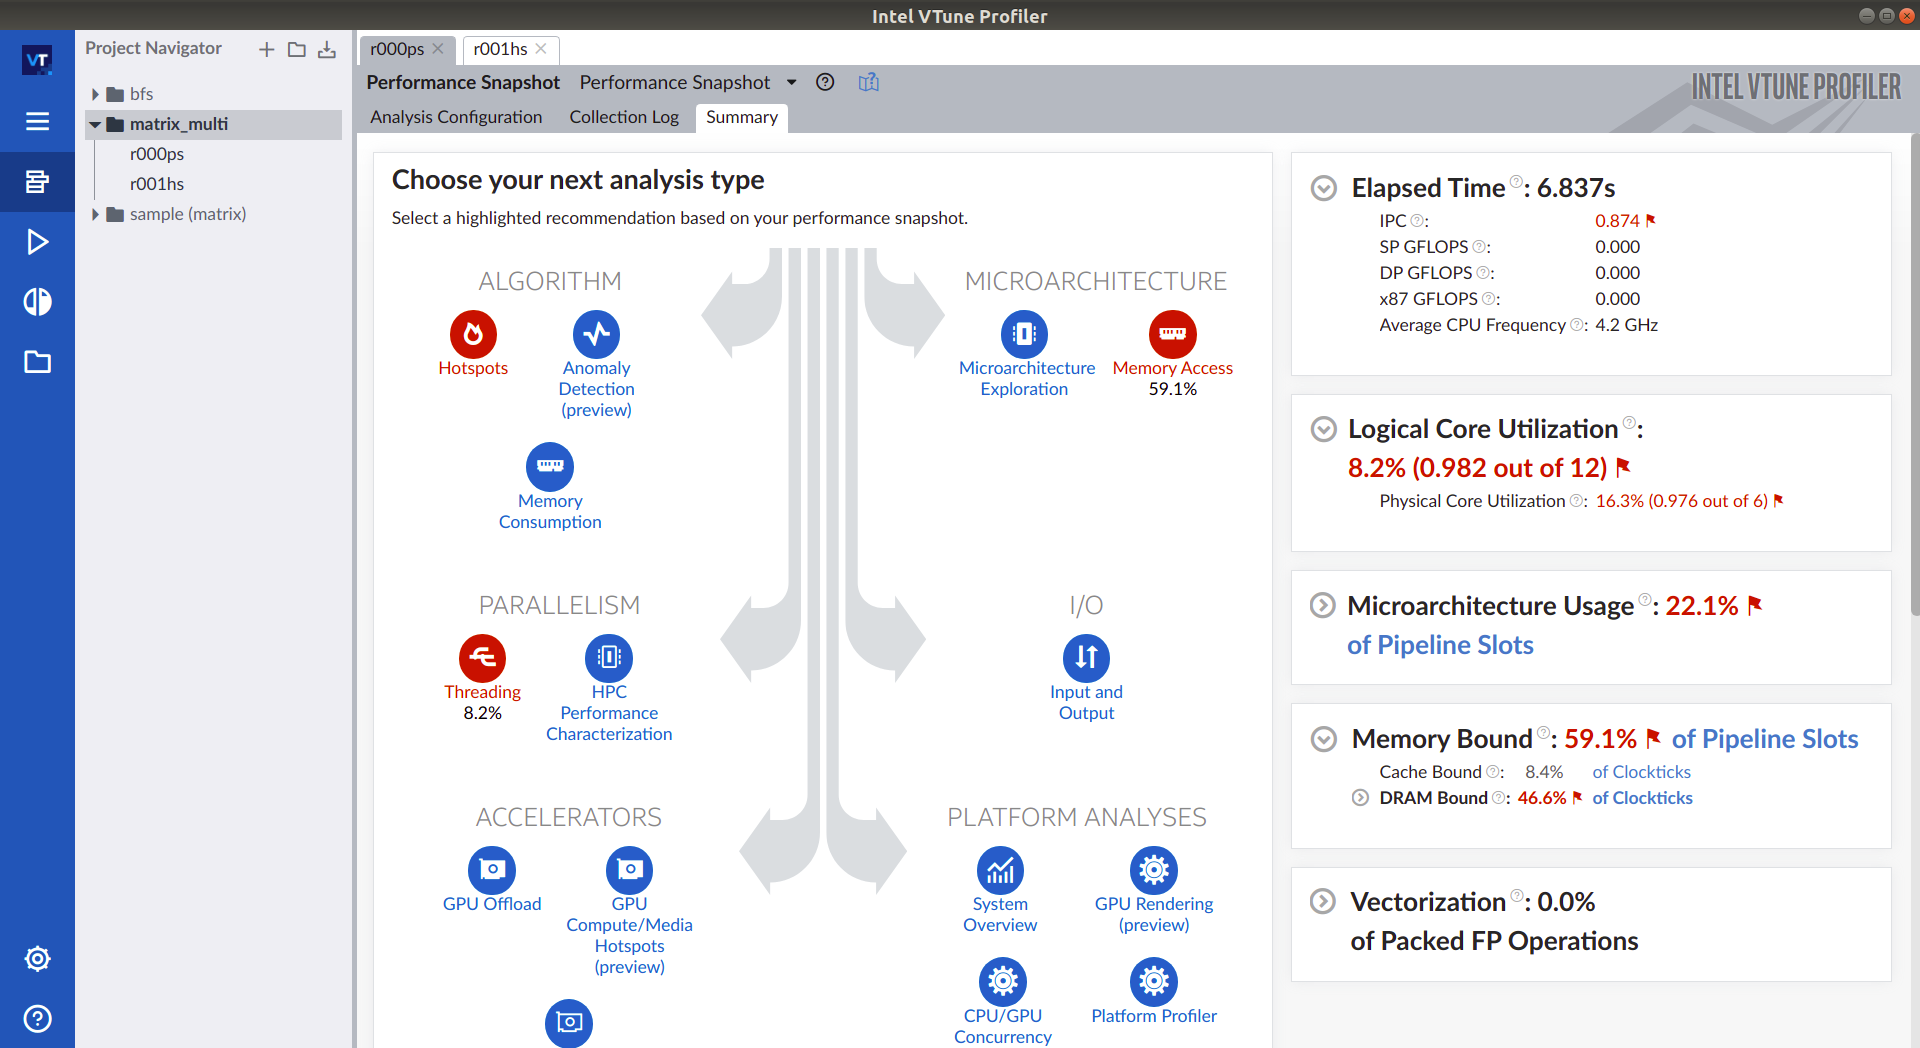 Intel VTune Profiler
VT
Project Navigator
bfs
matrix_multi
r000ps
r001hs
sample (matrix)
r000ps
r001hs
Performance Snapshot Performance Snapshot
INTEL VTUNE PROFILER
Analysis Configuration Collection Log Summary
Choose your next analysis type
Select a highlighted recommendation based on your performance snapshot.
ALGORITHM
Hotspots
Anomaly
Detection
(preview)
Memory
Consumption
MICROARCHITECTURE
Microarchitecture
Exploration
Memory Access
59.1%
PARALLELISM
Threading
8.2%
HPC
Performance
Characterization
I/O
Input and
Output
ACCELERATORS
GPU Offload
GPU
Compute/Media
Hotspots
(preview)
PLATFORM ANALYSES
System
Overview
GPU Rendering
(preview)
CPU/GPU
Concurrency
Platform Profiler
Elapsed Time ?: 6.837s
IPC ?: 0.874
SP GFLOPS ?: 0.000
DP GFLOPS ?: 0.000
x87 GFLOPS ?: 0.000
Average CPU Frequency ?: 4.2 GHz
Logical Core Utilization ?:
8.2% (0.982 out of 12)
Physical Core Utilization ?: 16.3% (0.976 out of 6)
Microarchitecture Usage ?: 22.1%
of Pipeline Slots
Memory Bound ?: 59.1% of Pipeline Slots
Cache Bound ?: 8.4% of Clockticks
DRAM Bound ?: 46.6% of Clockticks
Vectorization ?: 0.0%
of Packed FP Operations